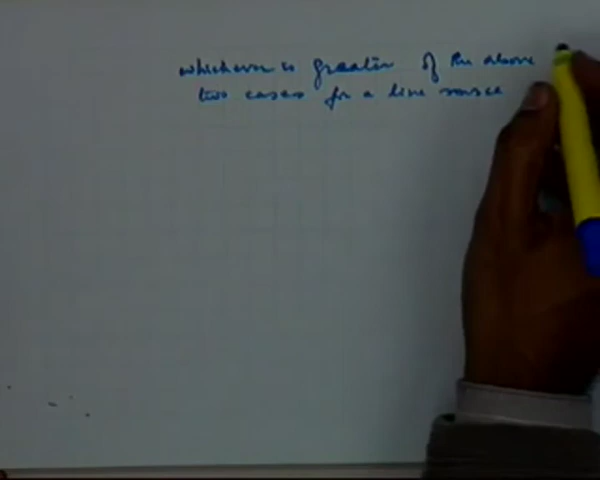 whichever is greater of the above
two cases for a line source